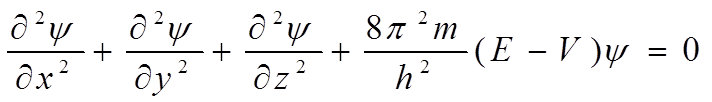 ∂²ψ/∂x² + ∂²ψ/∂y² + ∂²ψ/∂z² + 8π²m/h² (E − V)ψ = 0